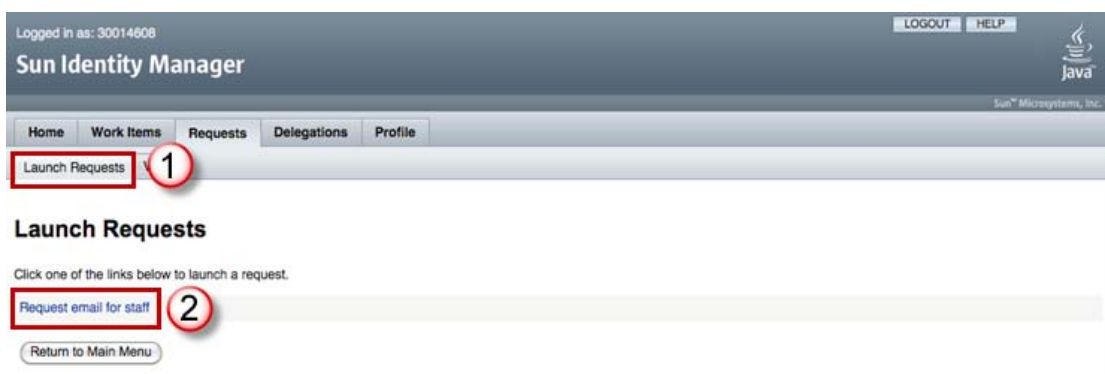 Logged in as: 30014608
LOGOUT HELP
Sun Identity Manager
Java™
Sun™ Microsystems, Inc.
Home Work Items Requests Delegations Profile
Launch Requests
1
Launch Requests
Click one of the links below to launch a request.
Request email for staff
2
Return to Main Menu